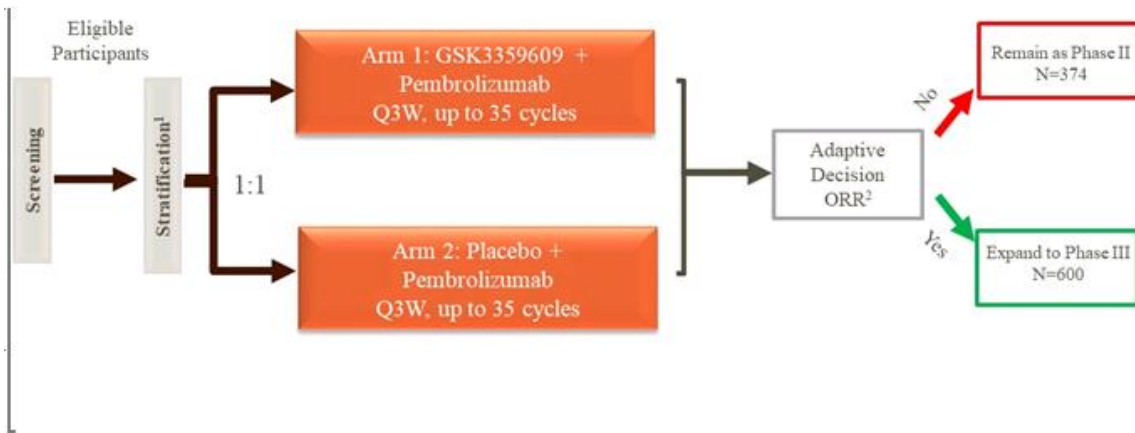 Eligible
Participants
Screening
Stratification¹
1:1
Arm 1: GSK3359609 +
Pembrolizumab
Q3W, up to 35 cycles
Arm 2: Placebo +
Pembrolizumab
Q3W, up to 35 cycles
Adaptive
Decision
ORR²
No
Remain as Phase II
N=374
Yes
Expand to Phase III
N=600